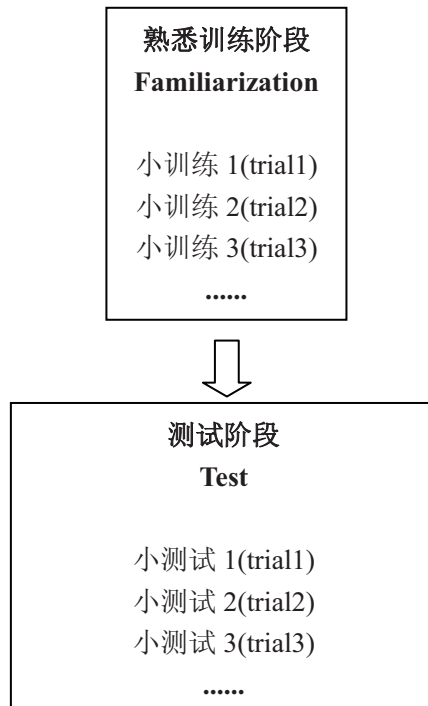 熟悉训练阶段
Familiarization
小训练 1(trial1)
小训练 2(trial2)
小训练 3(trial3)
......
测试阶段
Test
小测试 1(trial1)
小测试 2(trial2)
小测试 3(trial3)
......